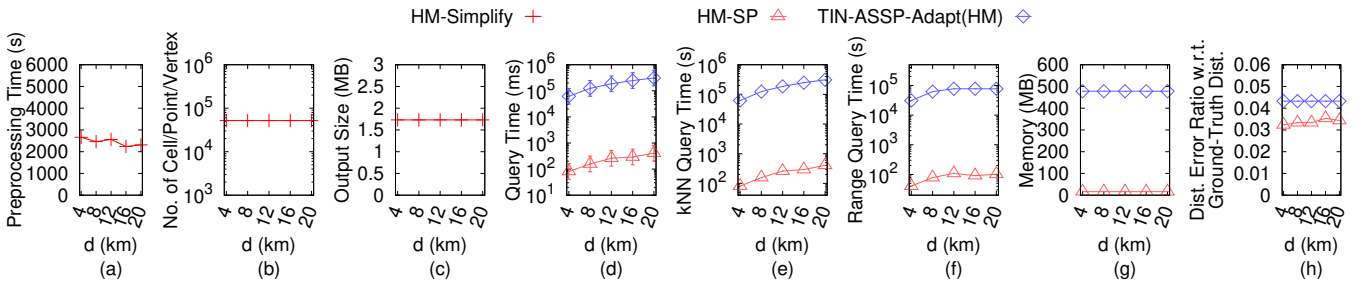 HM-Simplify HM-SP TIN-ASSP-Adapt(HM)
Preprocessing Time (s)
6000
5000
4000
3000
2000
1000
0
4 8 12 16 20
d (km)
(a)
No. of Cell/Point/Vertex
10^6
10^5
10^4
10^3
4 8 12 16 20
d (km)
(b)
Output Size (MB)
3
2.5
2
1.5
1
0.5
0
4 8 12 16 20
d (km)
(c)
Query Time (ms)
10^6
10^5
10^4
10^3
10^2
10^1
4 8 12 16 20
d (km)
(d)
kNN Query Time (s)
10^6
10^5
10^4
10^3
10^2
4 8 12 16 20
d (km)
(e)
Range Query Time (s)
10^5
10^4
10^3
10^2
4 8 12 16 20
d (km)
(f)
Memory (MB)
600
500
400
300
200
100
0
4 8 12 16 20
d (km)
(g)
Dist. Error Ratio w.r.t.
Ground-Truth Dist.
0.06
0.05
0.04
0.03
0.02
0.01
0
4 8 12 16 20
d (km)
(h)